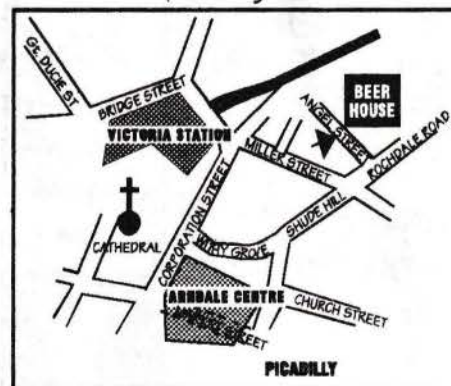 GT. DUCIE ST
BRIDGE STREET
VICTORIA STATION
BEER
HOUSE
ANGEL STREET
MILLER STREET
ROCHDALE ROAD
SHUDE HILL
CORPORATION STREET
WITHY GROVE
CATHEDRAL
ARNDALE CENTRE
STREET
CHURCH STREET
PICADILLY